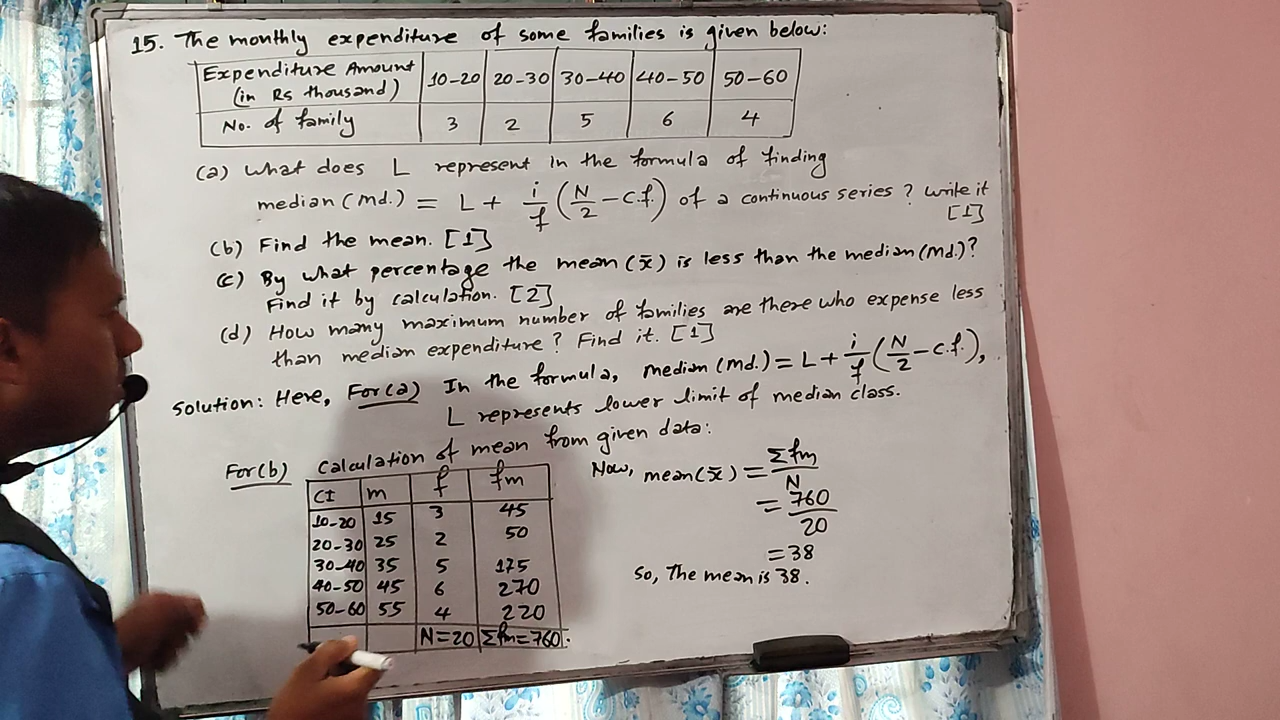 15. The monthly expenditure of some families is given below:
Expenditure Amount (in Rs thousand) | 10-20 | 20-30 | 30-40 | 40-50 | 50-60
No. of family | 3 | 2 | 5 | 6 | 4
(a) What does L represent in the formula of finding
median (Md.) = L + i/f (N/2 - c.f.) of a continuous series? Write it [1]
(b) Find the mean. [1]
(c) By what percentage the mean (x̄) is less than the median (Md.)?
Find it by calculation. [2]
(d) How many maximum number of families are there who expense less
than median expenditure? Find it. [1]
Solution: Here, For(a) In the formula, median (Md.) = L + i/f (N/2 - c.f.),
L represents lower limit of median class.
For(b) Calculation of mean from given data:
CI | m | f | fm
10-20 | 15 | 3 | 45
20-30 | 25 | 2 | 50
30-40 | 35 | 5 | 175
40-50 | 45 | 6 | 270
50-60 | 55 | 4 | 220
N=20 | Σfm=760.
Now, mean (x̄) = Σfm/N
= 760/20
= 38
So, The mean is 38.